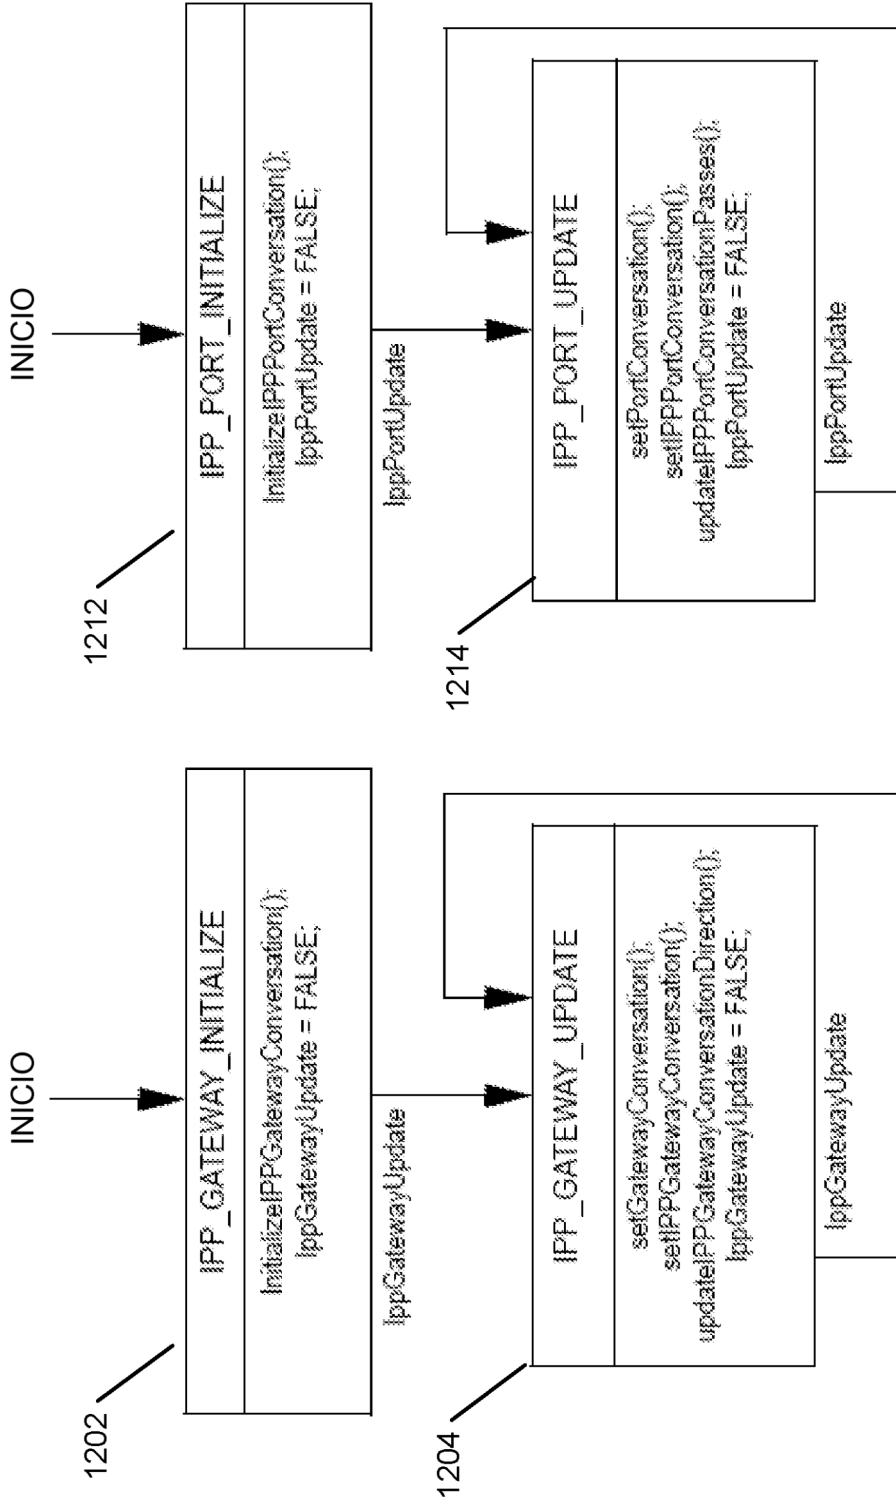 INICIO
1202
IPP_GATEWAY_INITIALIZE
InitializeIPPGatewayConversation();
IppGatewayUpdate = FALSE;
IppGatewayUpdate
1204
IPP_GATEWAY_UPDATE
setGatewayConversation();
setIPPGatewayConversation();
updateIPPGatewayConversationDirection();
IppGatewayUpdate = FALSE;
IppGatewayUpdate
INICIO
1212
IPP_PORT_INITIALIZE
InitializeIPPPortConversation();
IppPortUpdate = FALSE;
IppPortUpdate
1214
IPP_PORT_UPDATE
setPortConversation();
setIPPPortConversation();
updateIPPPortConversationPasses();
IppPortUpdate = FALSE;
IppPortUpdate